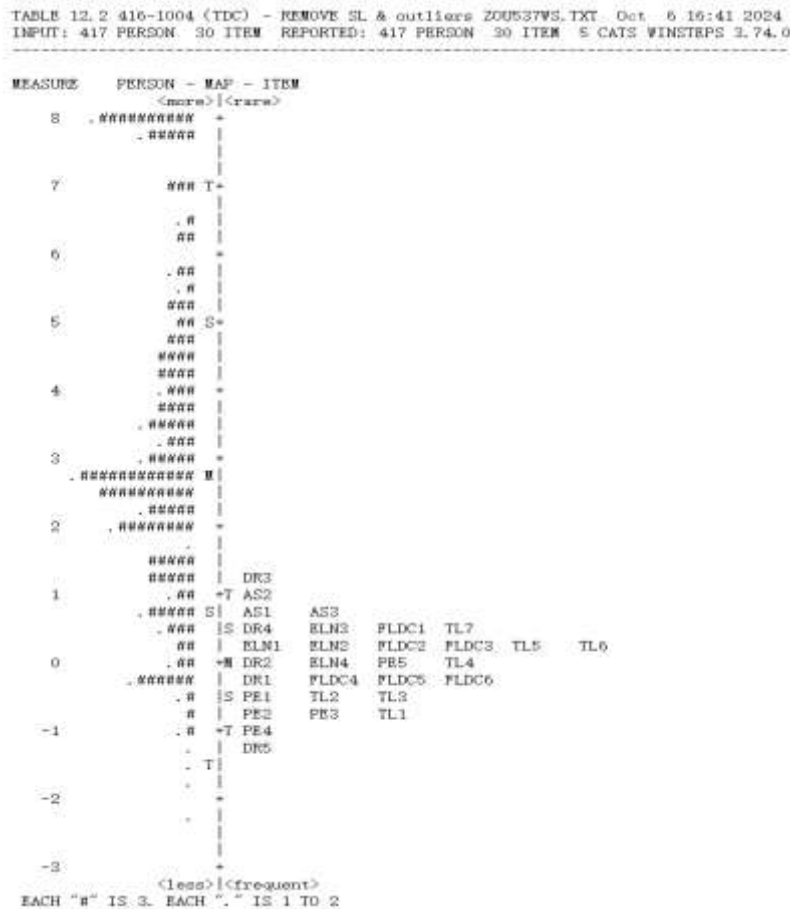 TABLE 12.2 416-1004 (TDC) - REMOVE SL & outliers ZOU537WS.TXT Oct 6 16:41 2024
INPUT: 417 PERSON 30 ITEM REPORTED: 417 PERSON 30 ITEM 5 CATS WINSTEPS 3.74.0
--------------------------------------------------------------------------------
MEASURE PERSON - MAP - ITEM
<more>|<rare>
8 .########## +
.##### |
|
|
7 ### T+
|
.# |
## |
6 +
.## |
.# |
### |
5 ## S+
### |
#### |
#### |
4 .### +
#### |
.##### |
.### |
3 .##### +
.############ M|
########## |
.##### |
2 .######## +
. |
##### |
##### | DR3
1 .## +T AS2
.##### S| AS1 AS3
.### |S DR4 ELN3 FLDC1 TL7
## | ELN1 ELN2 FLDC2 FLDC3 TL5 TL6
0 .## +M DR2 ELN4 PE5 TL4
.###### | DR1 FLDC4 FLDC5 FLDC6
.# |S PE1 TL2 TL3
# | PE2 PE3 TL1
-1 .# +T PE4
. | DR5
. T|
. |
-2 +
. |
|
|
-3 +
<less>|<frequent>
EACH "#" IS 3. EACH "." IS 1 TO 2